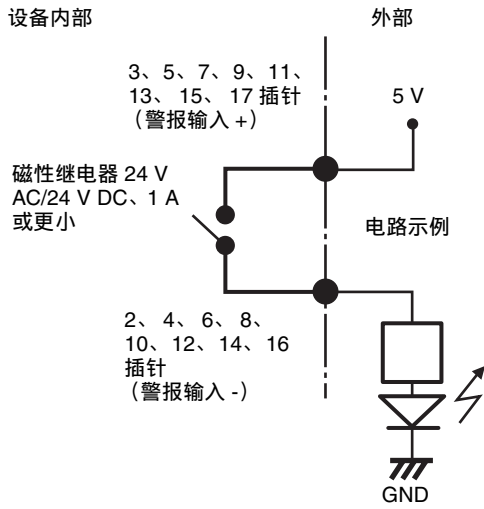 设备内部
外部
3、5、7、9、11、
13、 15、 17 插针
（警报输入 +）
5 V
磁性继电器 24 V
AC/24 V DC、1 A
或更小
电路示例
2、 4、 6、 8、
10、 12、 14、 16
插针
（警报输入 -）
GND